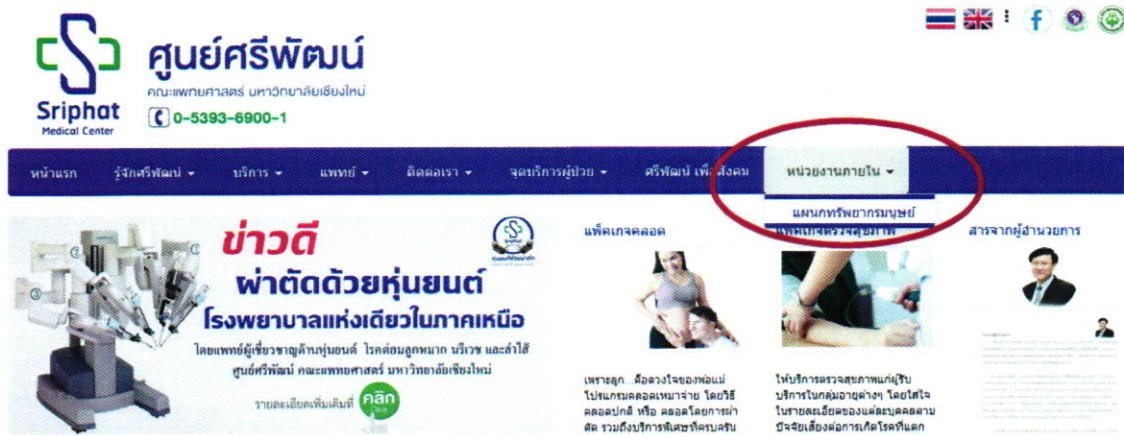 ศูนย์ศรีพัฒน์
คณะแพทยศาสตร์ มหาวิทยาลัยเชียงใหม่
Sriphat
Medical Center
0-5393-6900-1
หน้าแรก รู้จักศรีพัฒน์ บริการ แพทย์ ติดต่อเรา จุดบริการผู้ป่วย ศรีพัฒน์ เพื่อสังคม หน่วยงานภายใน
แผนกทรัพยากรมนุษย์
ข่าวดี
Sriphat
ผ่าตัดด้วยหุ่นยนต์
โรงพยาบาลแห่งเดียวในภาคเหนือ
โดยแพทย์ผู้เชี่ยวชาญด้านหุ่นยนต์ โรคต่อมลูกหมาก นรีเวช และลำไส้
ศูนย์ศรีพัฒน์ คณะแพทยศาสตร์ มหาวิทยาลัยเชียงใหม่
รายละเอียดเพิ่มเติมที่ คลิก
Click
แพ็คเกจคลอด
เพราะลูก...คือดวงใจของพ่อแม่
โปรแกรมคลอดเหมาจ่าย โดยวิธี
คลอดปกติ หรือ คลอดโดยการผ่า
ตัด รวมถึงบริการพิเศษที่ครบครัน
แพ็คเกจตรวจสุขภาพ
ให้บริการตรวจสุขภาพแก่ผู้รับ
บริการในกลุ่มอายุต่างๆ โดยใส่ใจ
ในรายละเอียดของแต่ละบุคคลตาม
ปัจจัยเสี่ยงต่อการเกิดโรคที่แตก
สารจากผู้อำนวยการ